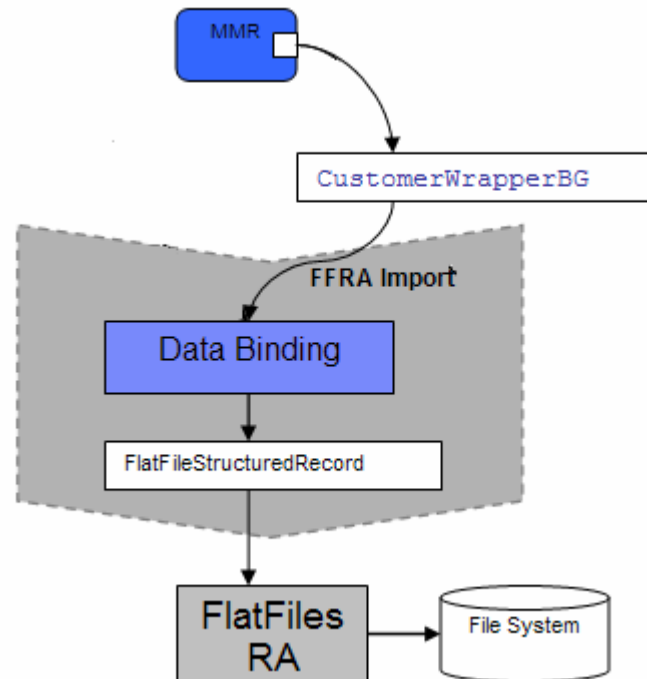 MMR
CustomerWrapperBG
FFRA Import
Data Binding
FlatFileStructuredRecord
FlatFiles
RA
File System